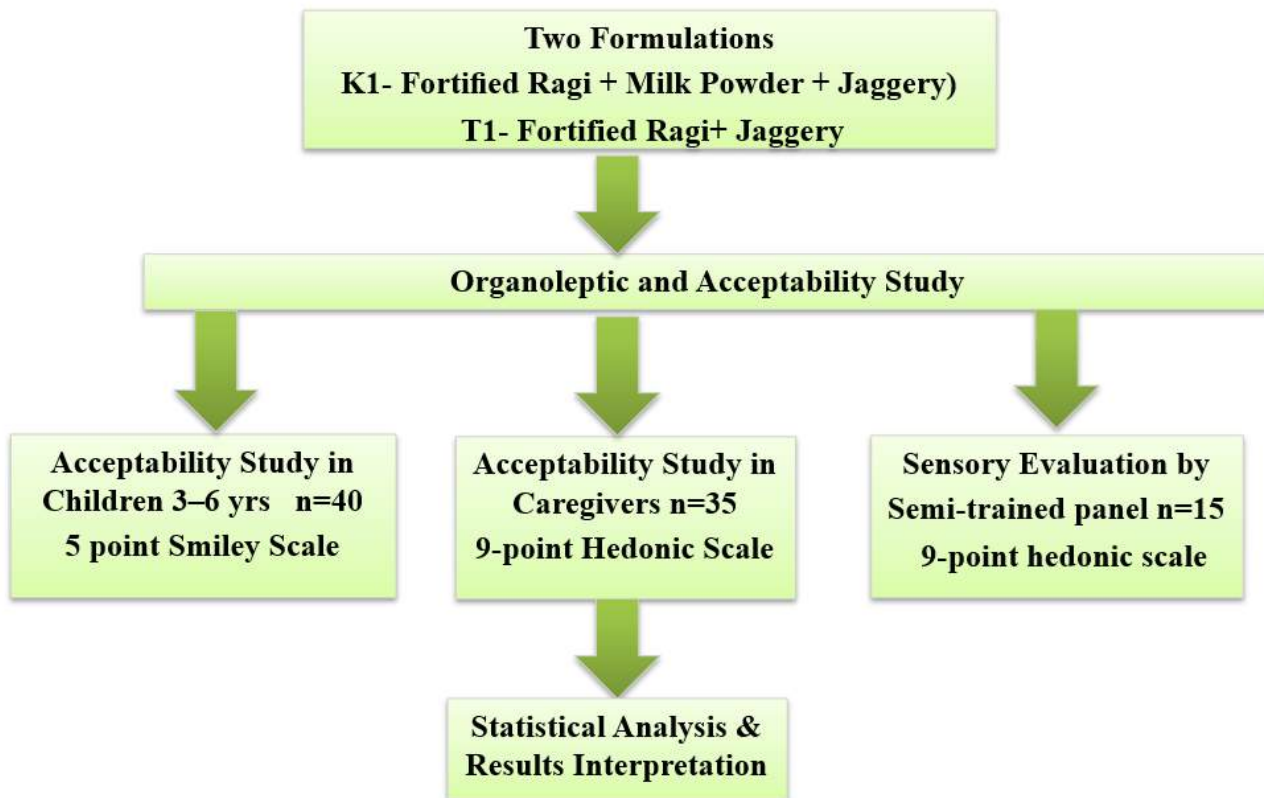 Two Formulations
K1- Fortified Ragi + Milk Powder + Jaggery)
T1- Fortified Ragi+ Jaggery
Organoleptic and Acceptability Study
Acceptability Study in
Children 3–6 yrs n=40
5 point Smiley Scale
Acceptability Study in
Caregivers n=35
9-point Hedonic Scale
Sensory Evaluation by
Semi-trained panel n=15
9-point hedonic scale
Statistical Analysis &
Results Interpretation